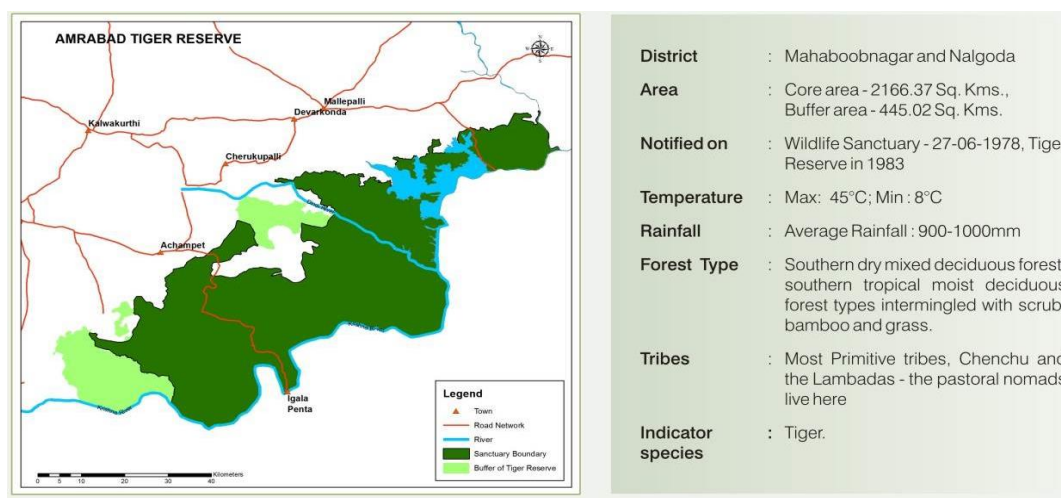 AMRABAD TIGER RESERVE
N
Mallepalli
Devarkonda
Kalwakurthi
Cherukupalli
Achampet
Igala
Penta
Legend
Town
Road Network
River
Sanctuary Boundary
Buffer of Tiger Reserve
Kilometers
0 5 10 20 30 40
District : Mahaboobnagar and Nalgoda
Area : Core area - 2166.37 Sq. Kms.,
Buffer area - 445.02 Sq. Kms.
Notified on : Wildlife Sanctuary - 27-06-1978, Tige
Reserve in 1983
Temperature : Max: 45°C; Min : 8°C
Rainfall : Average Rainfall : 900-1000mm
Forest Type : Southern dry mixed deciduous forest
southern tropical moist deciduous
forest types intermingled with scrub
bamboo and grass.
Tribes : Most Primitive tribes, Chenchu and
the Lambadas - the pastoral nomads
live here
Indicator : Tiger.
species